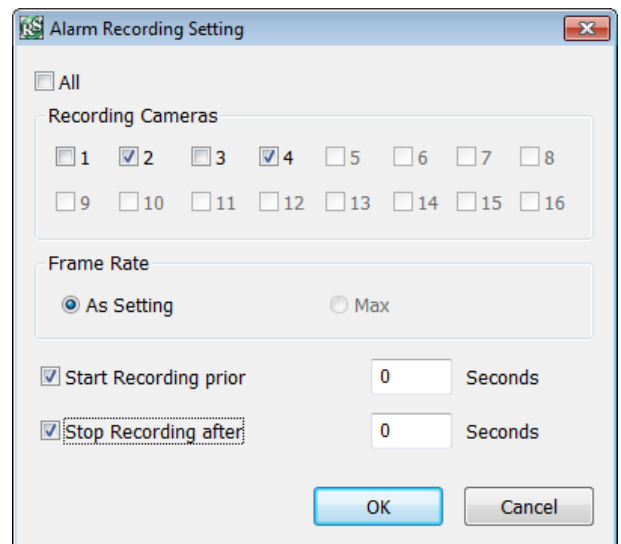 RS Alarm Recording Setting
All
Recording Cameras
1 2 3 4 5 6 7 8
9 10 11 12 13 14 15 16
Frame Rate
As Setting Max
Start Recording prior 0 Seconds
Stop Recording after 0 Seconds
OK Cancel